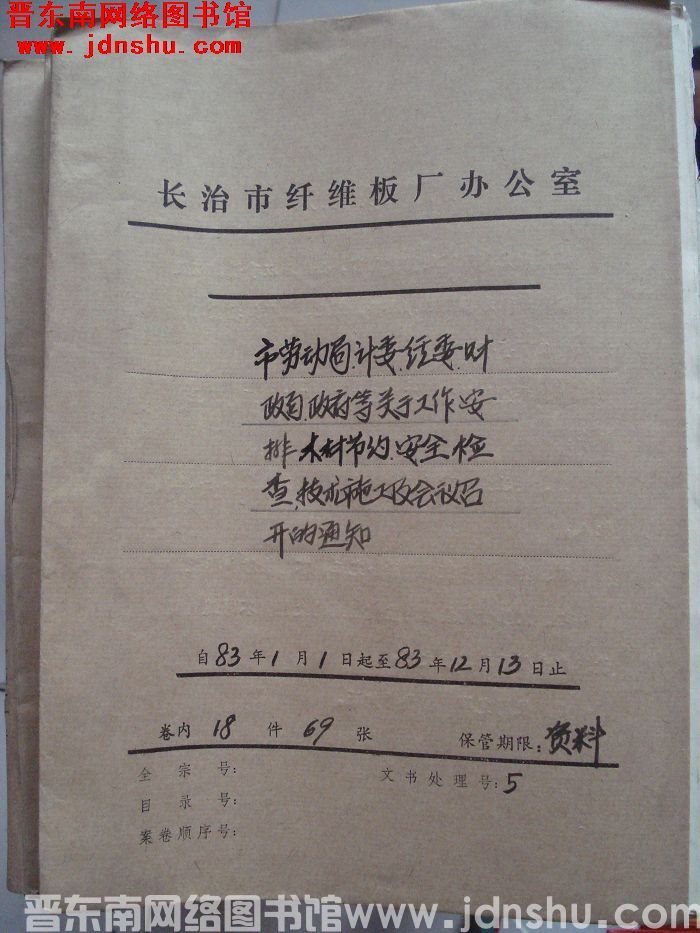 晋东南网络图书馆
www.jdnshu.com
长治市纤维板厂办公室
市劳动局.计委.经委.财
政局.政府等关于工作安
排.木材节约.安全检
查,技术施工及会议召
开的通知
自83年1月1日起至83年12月13日止
卷内18件69张 保管期限:资料
全宗号: 文书处理号:5
目录号:
案卷顺序号:
晋东南网络图书馆www.jdnshu.com